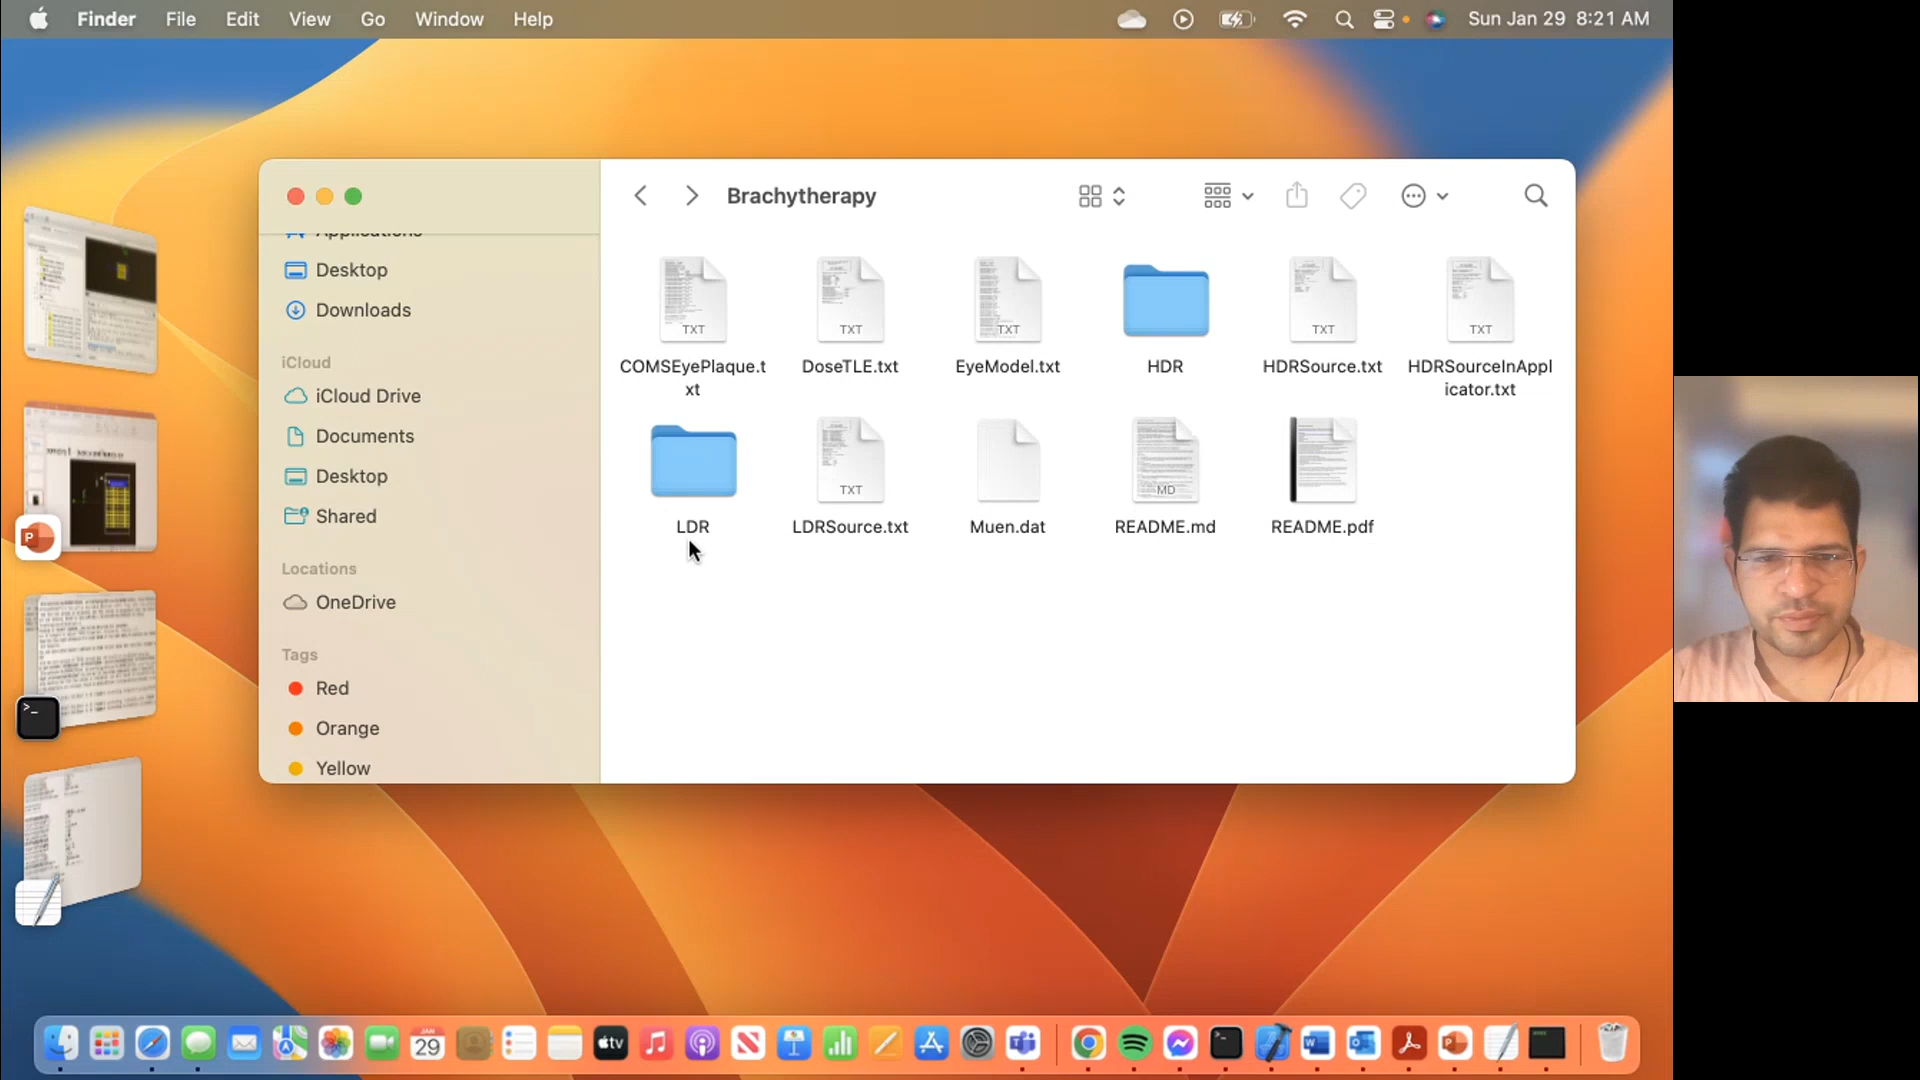 Finder File Edit View Go Window Help Sun Jan 29 8:21 AM
Brachytherapy
Applications
Desktop
Downloads
iCloud
iCloud Drive
Documents
Desktop
Shared
Locations
OneDrive
Tags
Red
Orange
Yellow
TXT TXT TXT TXT TXT
COMSEyePlaque.t DoseTLE.txt EyeModel.txt HDR HDRSource.txt HDRSourceInAppl
xt icator.txt
TXT MD
LDR LDRSource.txt Muen.dat README.md README.pdf
P
>_
JAN
29
tv